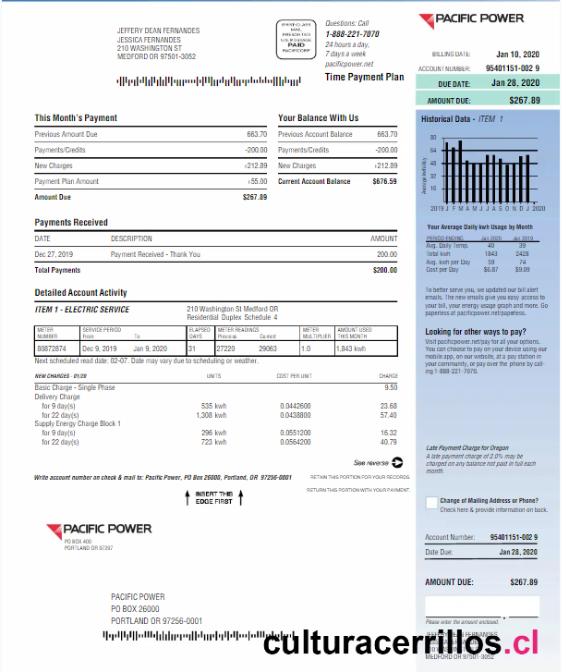 JEFFERY DEAN FERNANDES
JESSICA FERNANDES
210 WASHINGTON ST
MEDFORD OR 97501-3052
PAID
Questions: Call
1-888-221-7070
24 hours a day,
7 days a week
pacificpower.net
Time Payment Plan
PACIFIC POWER
BILLING DATE: Jan 10, 2020
ACCOUNT NUMBER: 95401151-002 9
DUE DATE: Jan 28, 2020
AMOUNT DUE: $267.89
This Month's Payment
Previous Amount Due 663.70
Payments/Credits -200.00
New Charges +212.89
Payment Plan Amount +55.00
Amount Due $267.89
Your Balance With Us
Previous Account Balance 663.70
Payments/Credits -200.00
New Charges +212.89
Current Account Balance $676.59
Payments Received
DATE DESCRIPTION AMOUNT
Dec 27, 2019 Payment Received - Thank You 200.00
Total Payments $200.00
Detailed Account Activity
ITEM 1 - ELECTRIC SERVICE
210 Washington St Medford OR
Residential Duplex Schedule 4
METER NUMBER SERVICE PERIOD From To ELAPSED DAYS METER READINGS Previous Current METER MULTIPLIER AMOUNT USED THIS MONTH
80872874 Dec 9, 2019 Jan 9, 2020 31 27220 29063 1.0 1,843 kwh
Next scheduled read date: 02-07. Date may vary due to scheduling or weather.
NEW CHARGES - 01/20 UNITS COST PER UNIT CHARGE
Basic Charge - Single Phase 9.50
Delivery Charge
for 9 day(s) 535 kwh 0.0442600 23.68
for 22 day(s) 1,308 kwh 0.0438800 57.40
Supply Energy Charge Block 1
for 9 day(s) 296 kwh 0.0551200 16.32
for 22 day(s) 723 kwh 0.0564200 40.79
See reverse
Write account number on check & mail to: Pacific Power, PO Box 26000, Portland, OR 97256-0001
RETAIN THIS PORTION FOR YOUR RECORDS.
RETURN THIS PORTION WITH YOUR PAYMENT.
INSERT THIS
EDGE FIRST
PACIFIC POWER
PO BOX 400
PORTLAND OR 97207
PACIFIC POWER
PO BOX 26000
PORTLAND OR 97256-0001
Historical Data - ITEM 1
2019 J F M A M J J A S O N D J 2020
Your Average Daily kwh Usage by Month
PERIOD ENDING Jan 2020 Jan 2019
Avg. Daily Temp. 40 39
Total kwh 1843 2428
Avg. kwh per Day 59 74
Cost per Day $6.87 $9.09
To better serve you, we updated our bill alert
emails. The new emails give you easy access to
your bill, your energy usage graph and more. Go
paperless at pacificpower.net/paperless.
Looking for other ways to pay?
Visit pacificpower.net/pay for all your options.
You can choose to pay on your device using our
mobile app, on our website, at a pay station in
your community, or pay over the phone by call-
ing 1-888-221-7070.
Late Payment Charge for Oregon
A late payment charge of 2.0% may be
charged on any balance not paid in full each
month.
Change of Mailing Address or Phone?
Check here & provide information on back.
Account Number: 95401151-002 9
Date Due: Jan 28, 2020
AMOUNT DUE: $267.89
Please enter the amount enclosed.
JEFFERY DEAN FERNANDES
MEDFORD OR 97501-3052
culturacerrillos.cl